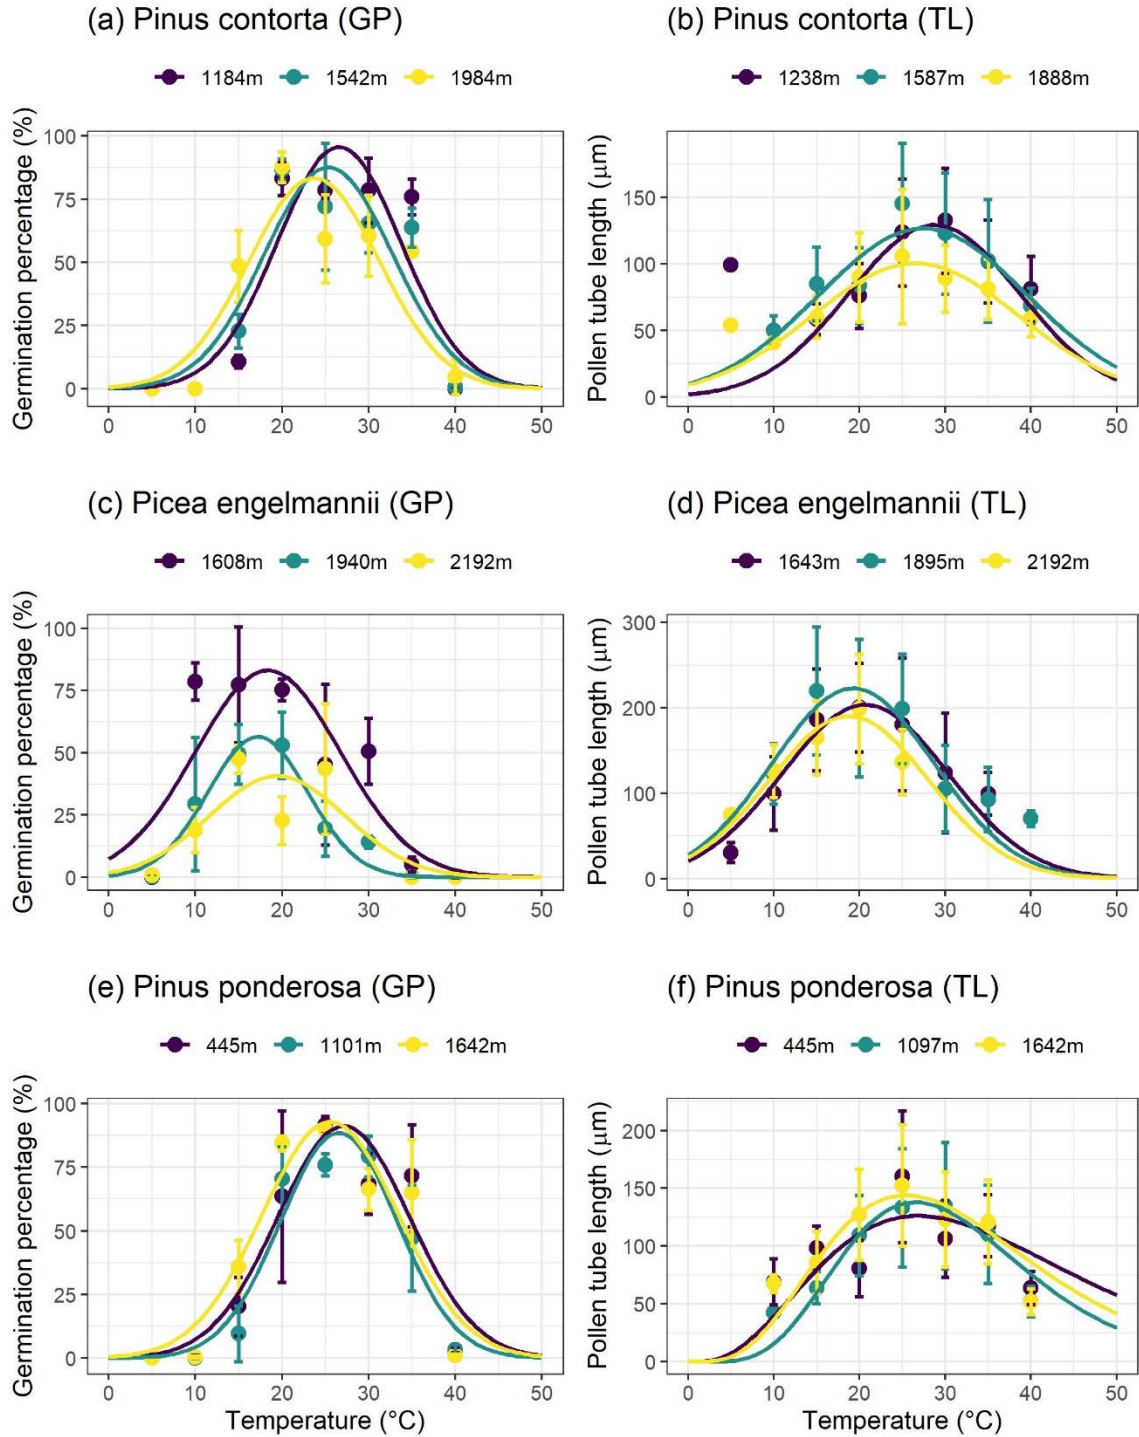 (a) Pinus contorta (GP)
1184m 1542m 1984m
Germination percentage (%)
100
75
50
25
0
0 10 20 30 40 50
(b) Pinus contorta (TL)
1238m 1587m 1888m
Pollen tube length (μm)
150
100
50
0
0 10 20 30 40 50
(c) Picea engelmannii (GP)
1608m 1940m 2192m
Germination percentage (%)
100
75
50
25
0
0 10 20 30 40 50
(d) Picea engelmannii (TL)
1643m 1895m 2192m
Pollen tube length (μm)
300
200
100
0
0 10 20 30 40 50
(e) Pinus ponderosa (GP)
445m 1101m 1642m
Germination percentage (%)
100
75
50
25
0
0 10 20 30 40 50
Temperature (°C)
(f) Pinus ponderosa (TL)
445m 1097m 1642m
Pollen tube length (μm)
200
150
100
50
0
0 10 20 30 40 50
Temperature (°C)